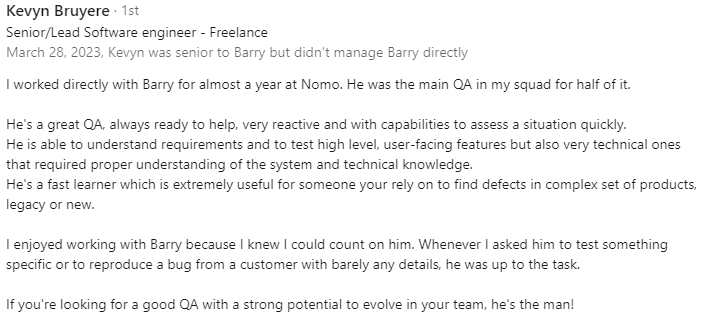 Kevyn Bruyere · 1st
Senior/Lead Software engineer - Freelance
March 28, 2023, Kevyn was senior to Barry but didn't manage Barry directly
I worked directly with Barry for almost a year at Nomo. He was the main QA in my squad for half of it.
He's a great QA, always ready to help, very reactive and with capabilities to assess a situation quickly.
He is able to understand requirements and to test high level, user-facing features but also very technical ones
that required proper understanding of the system and technical knowledge.
He's a fast learner which is extremely useful for someone your rely on to find defects in complex set of products,
legacy or new.
I enjoyed working with Barry because I knew I could count on him. Whenever I asked him to test something
specific or to reproduce a bug from a customer with barely any details, he was up to the task.
If you're looking for a good QA with a strong potential to evolve in your team, he's the man!